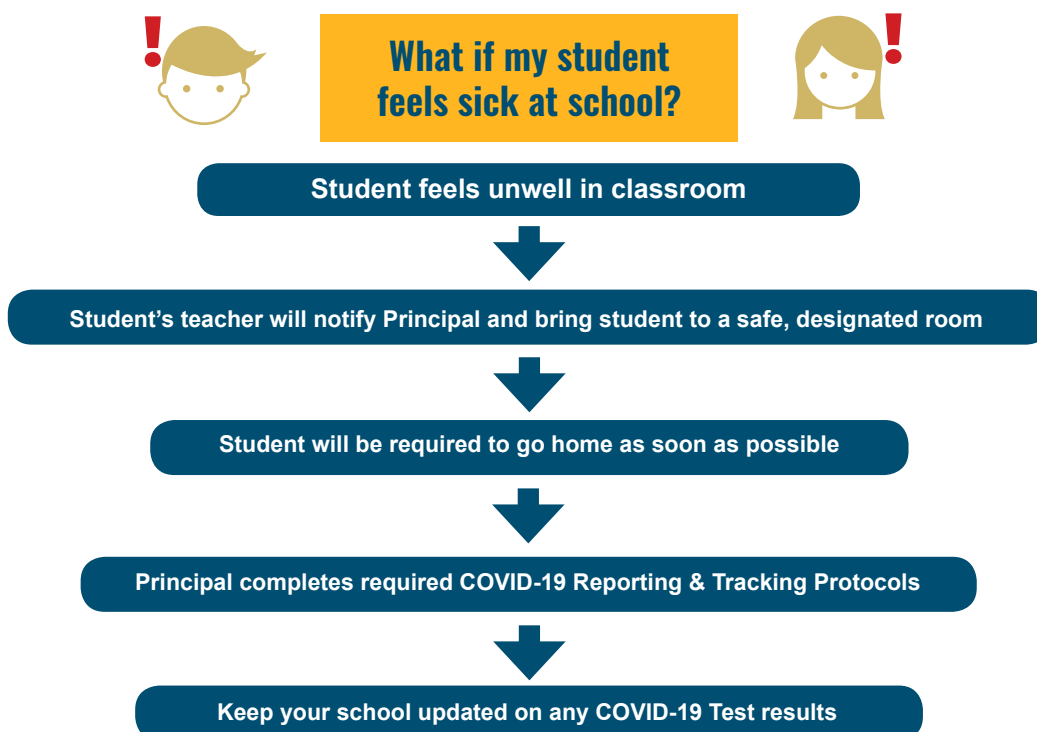 What if my student
feels sick at school?
Student feels unwell in classroom
Student’s teacher will notify Principal and bring student to a safe, designated room
Student will be required to go home as soon as possible
Principal completes required COVID-19 Reporting & Tracking Protocols
Keep your school updated on any COVID-19 Test results